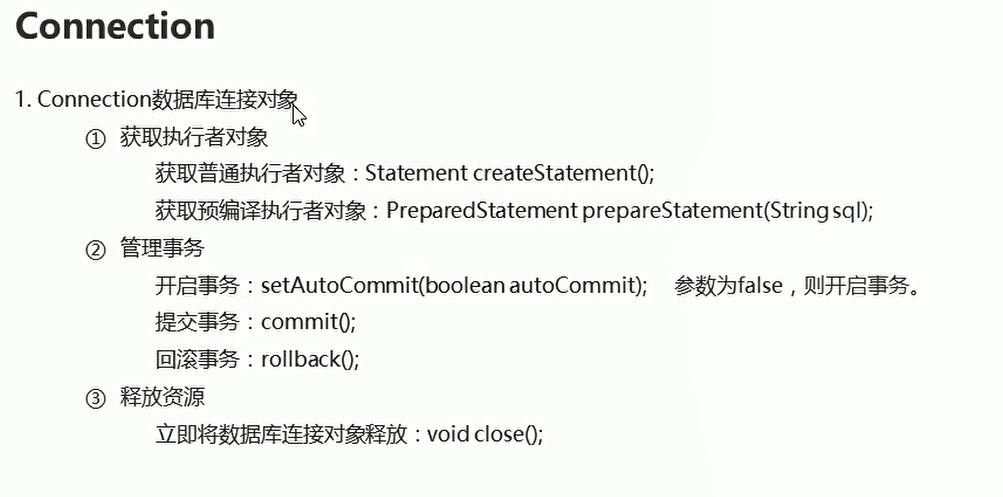 Connection
1. Connection数据库连接对象
① 获取执行者对象
获取普通执行者对象：Statement createStatement();
获取预编译执行者对象：PreparedStatement prepareStatement(String sql);
② 管理事务
开启事务：setAutoCommit(boolean autoCommit); 参数为false，则开启事务。
提交事务：commit();
回滚事务：rollback();
③ 释放资源
立即将数据库连接对象释放：void close();